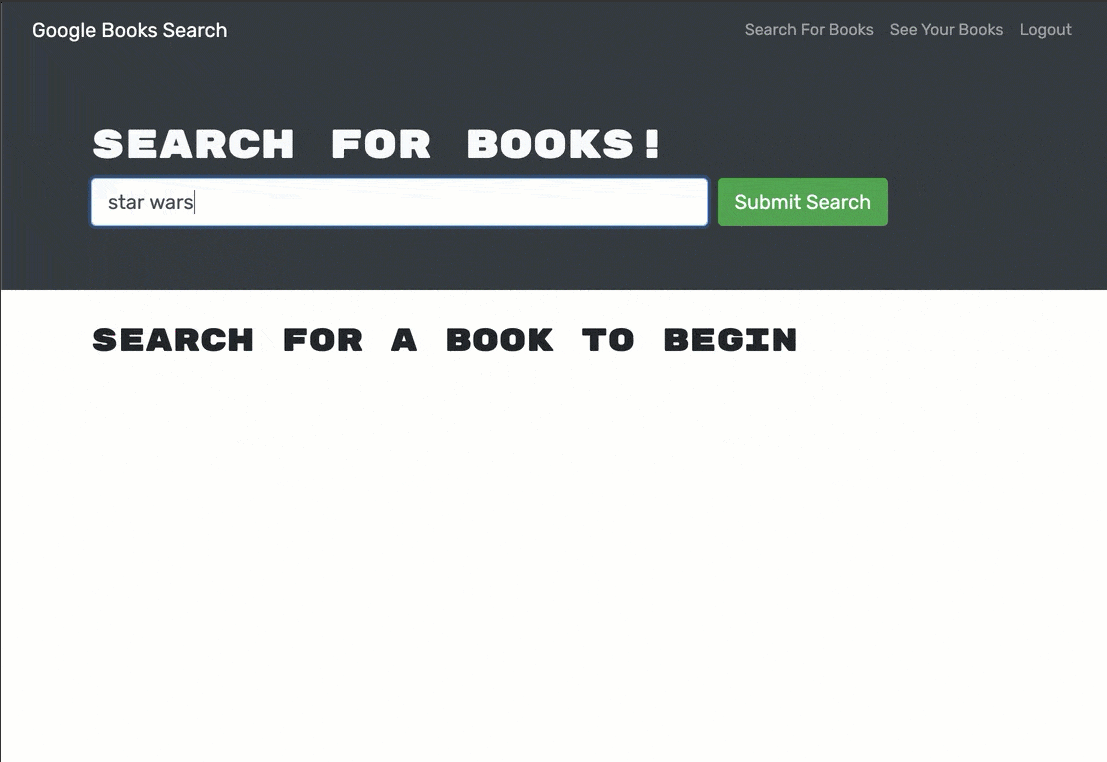 Google Books Search
Search For Books See Your Books Logout
SEARCH FOR BOOKS!
star wars
Submit Search
SEARCH FOR A BOOK TO BEGIN